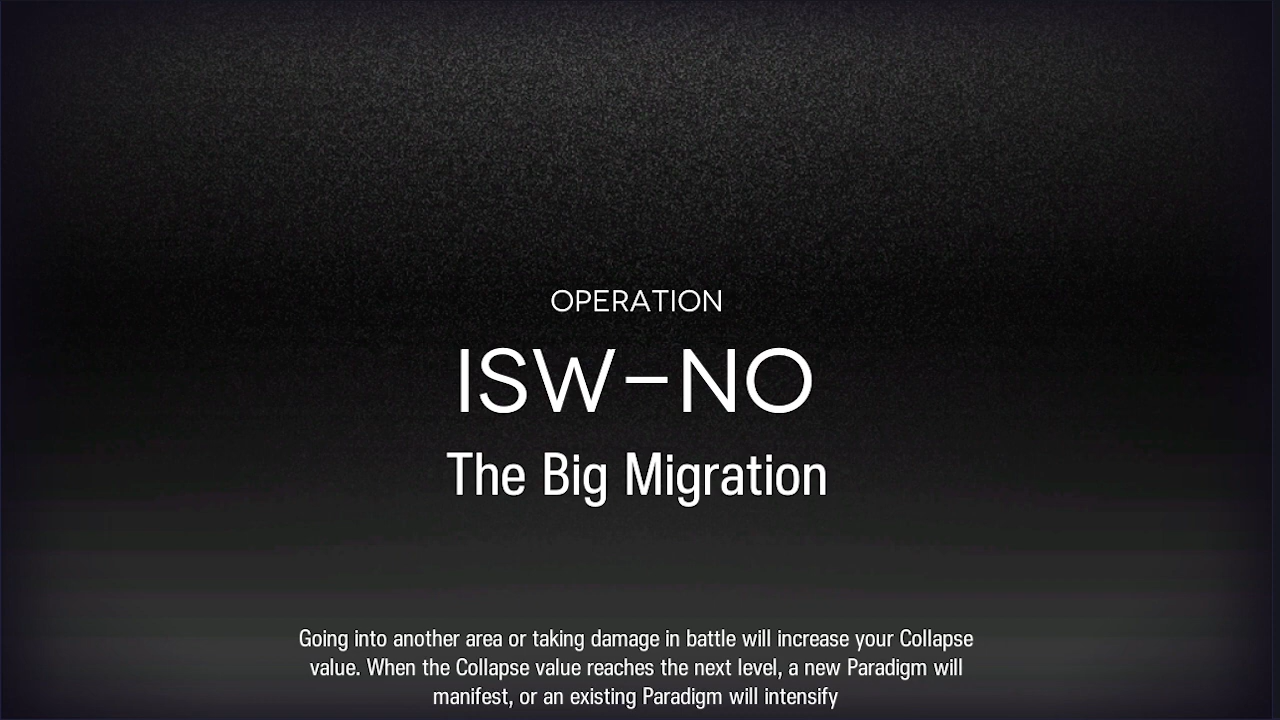 OPERATION
ISW-NO
The Big Migration
Going into another area or taking damage in battle will increase your Collapse
value. When the Collapse value reaches the next level, a new Paradigm will
manifest, or an existing Paradigm will intensify